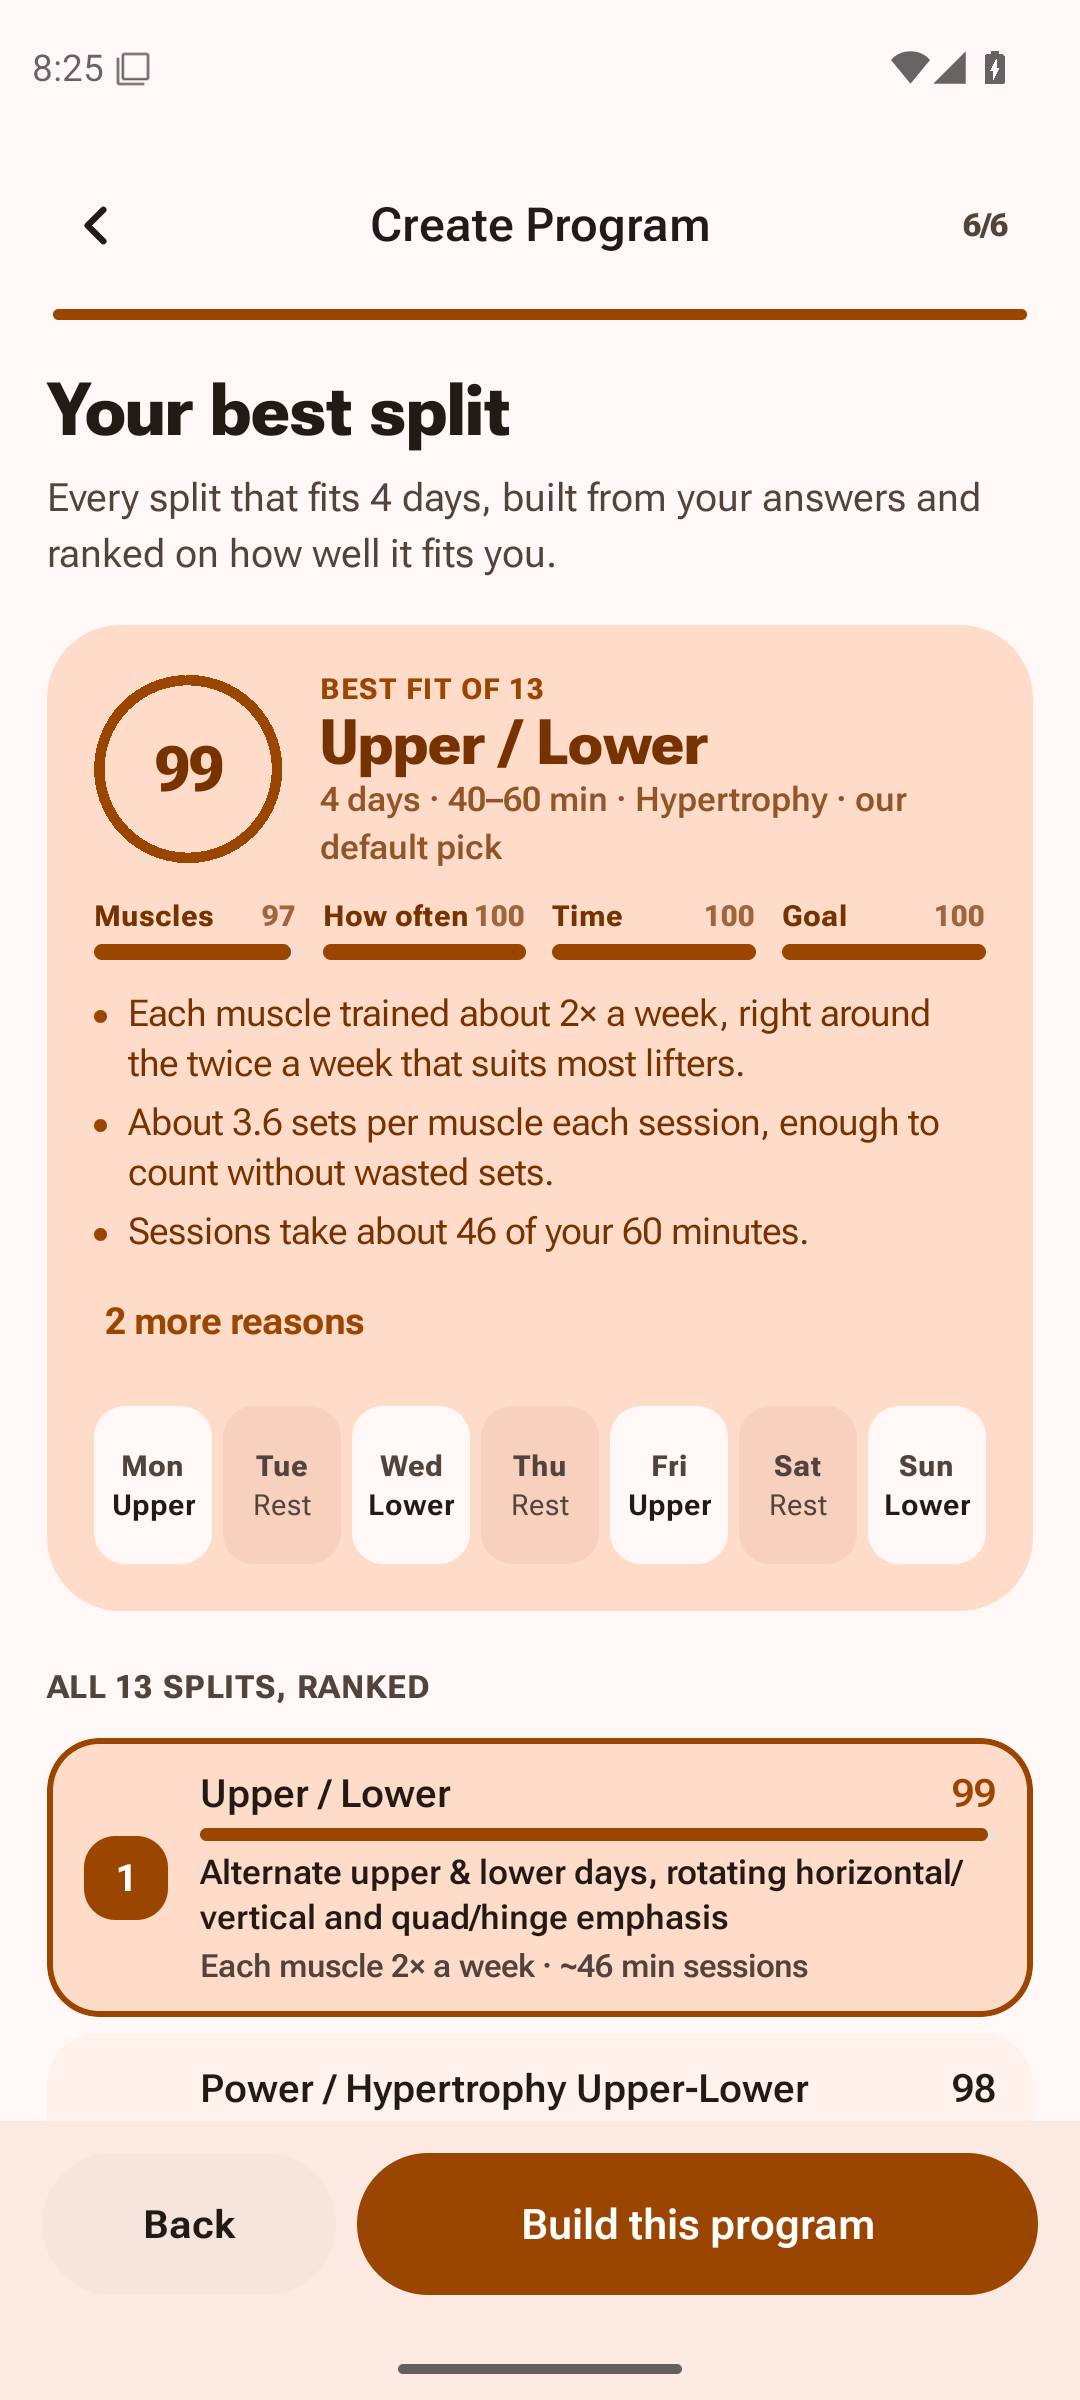 8:25
Create Program
6/6
Your best split
Every split that fits 4 days, built from your answers and
ranked on how well it fits you.
99
BEST FIT OF 13
Upper / Lower
4 days · 40–60 min · Hypertrophy · our
default pick
Muscles 97 How often 100 Time 100 Goal 100
• Each muscle trained about 2× a week, right around
the twice a week that suits most lifters.
• About 3.6 sets per muscle each session, enough to
count without wasted sets.
• Sessions take about 46 of your 60 minutes.
2 more reasons
Mon Tue Wed Thu Fri Sat Sun
Upper Rest Lower Rest Upper Rest Lower
ALL 13 SPLITS, RANKED
Upper / Lower 99
1
Alternate upper & lower days, rotating horizontal/
vertical and quad/hinge emphasis
Each muscle 2× a week · ~46 min sessions
Power / Hypertrophy Upper-Lower 98
Back
Build this program